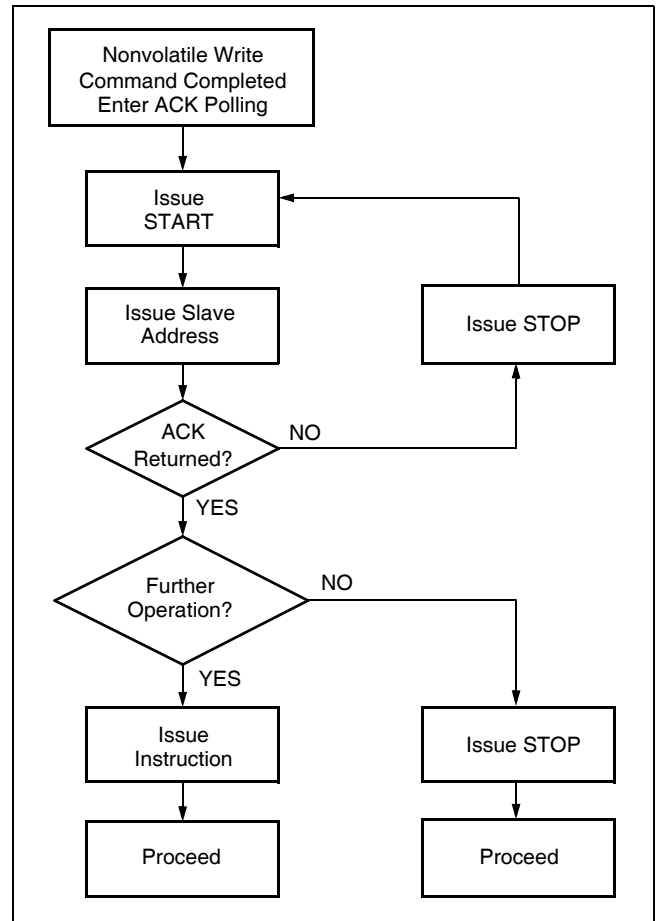 Nonvolatile Write
Command Completed
Enter ACK Polling
Issue
START
Issue Slave
Address
Issue STOP
ACK
Returned?
NO
YES
Further
Operation?
NO
YES
Issue
Instruction
Issue STOP
Proceed
Proceed